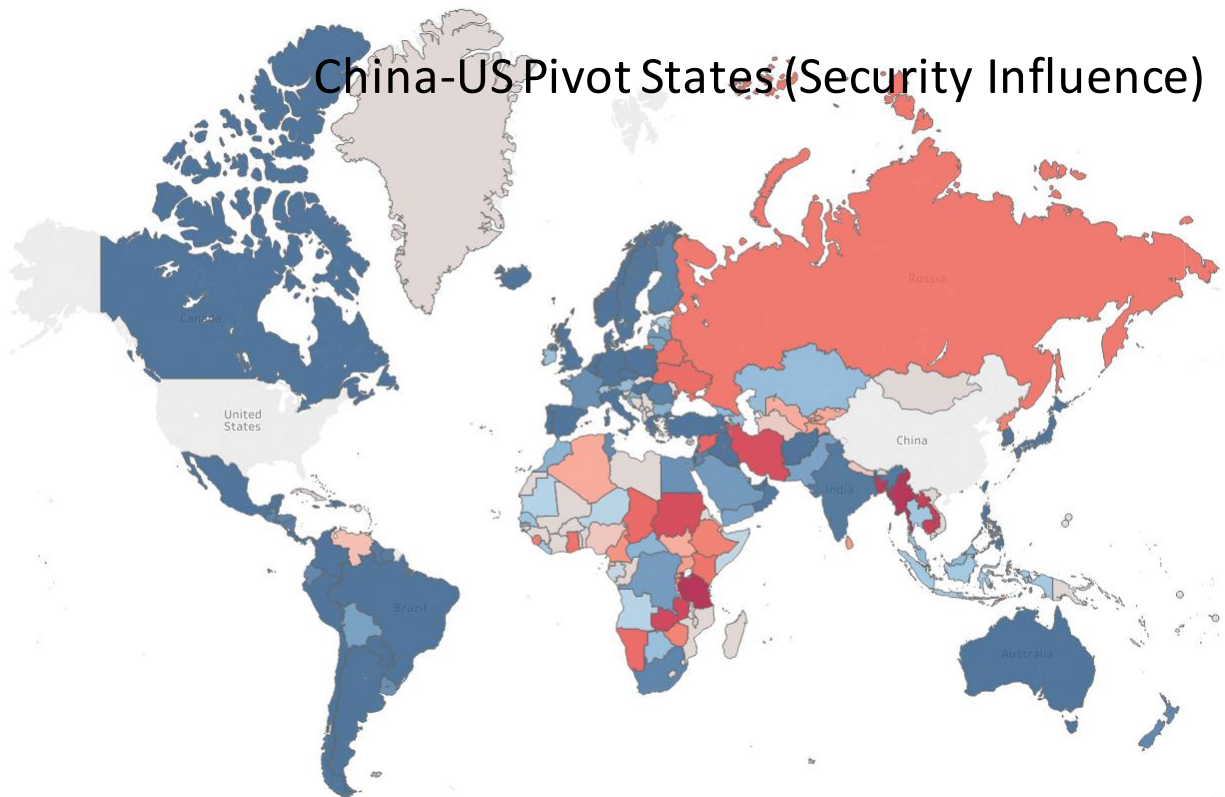 China-US Pivot States (Security Influence)
Russia
Canada
United
States
China
India
Brazil
Australia